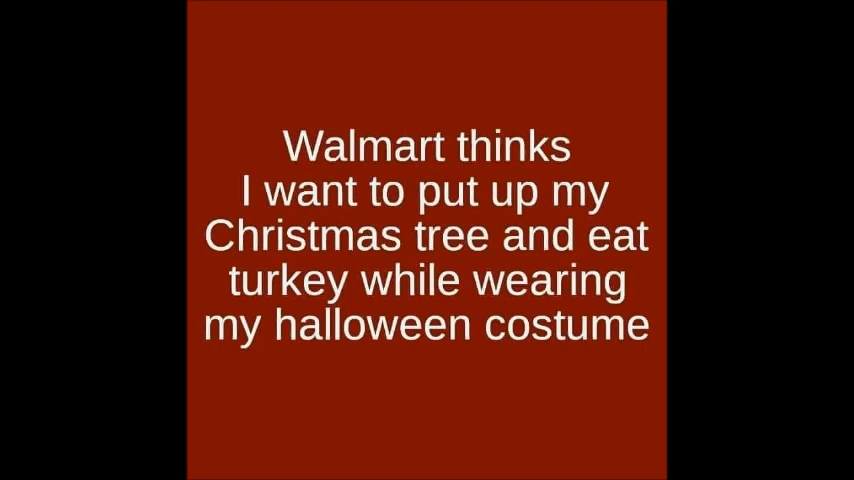 Walmart thinks
I want to put up my
Christmas tree and eat
turkey while wearing
my halloween costume